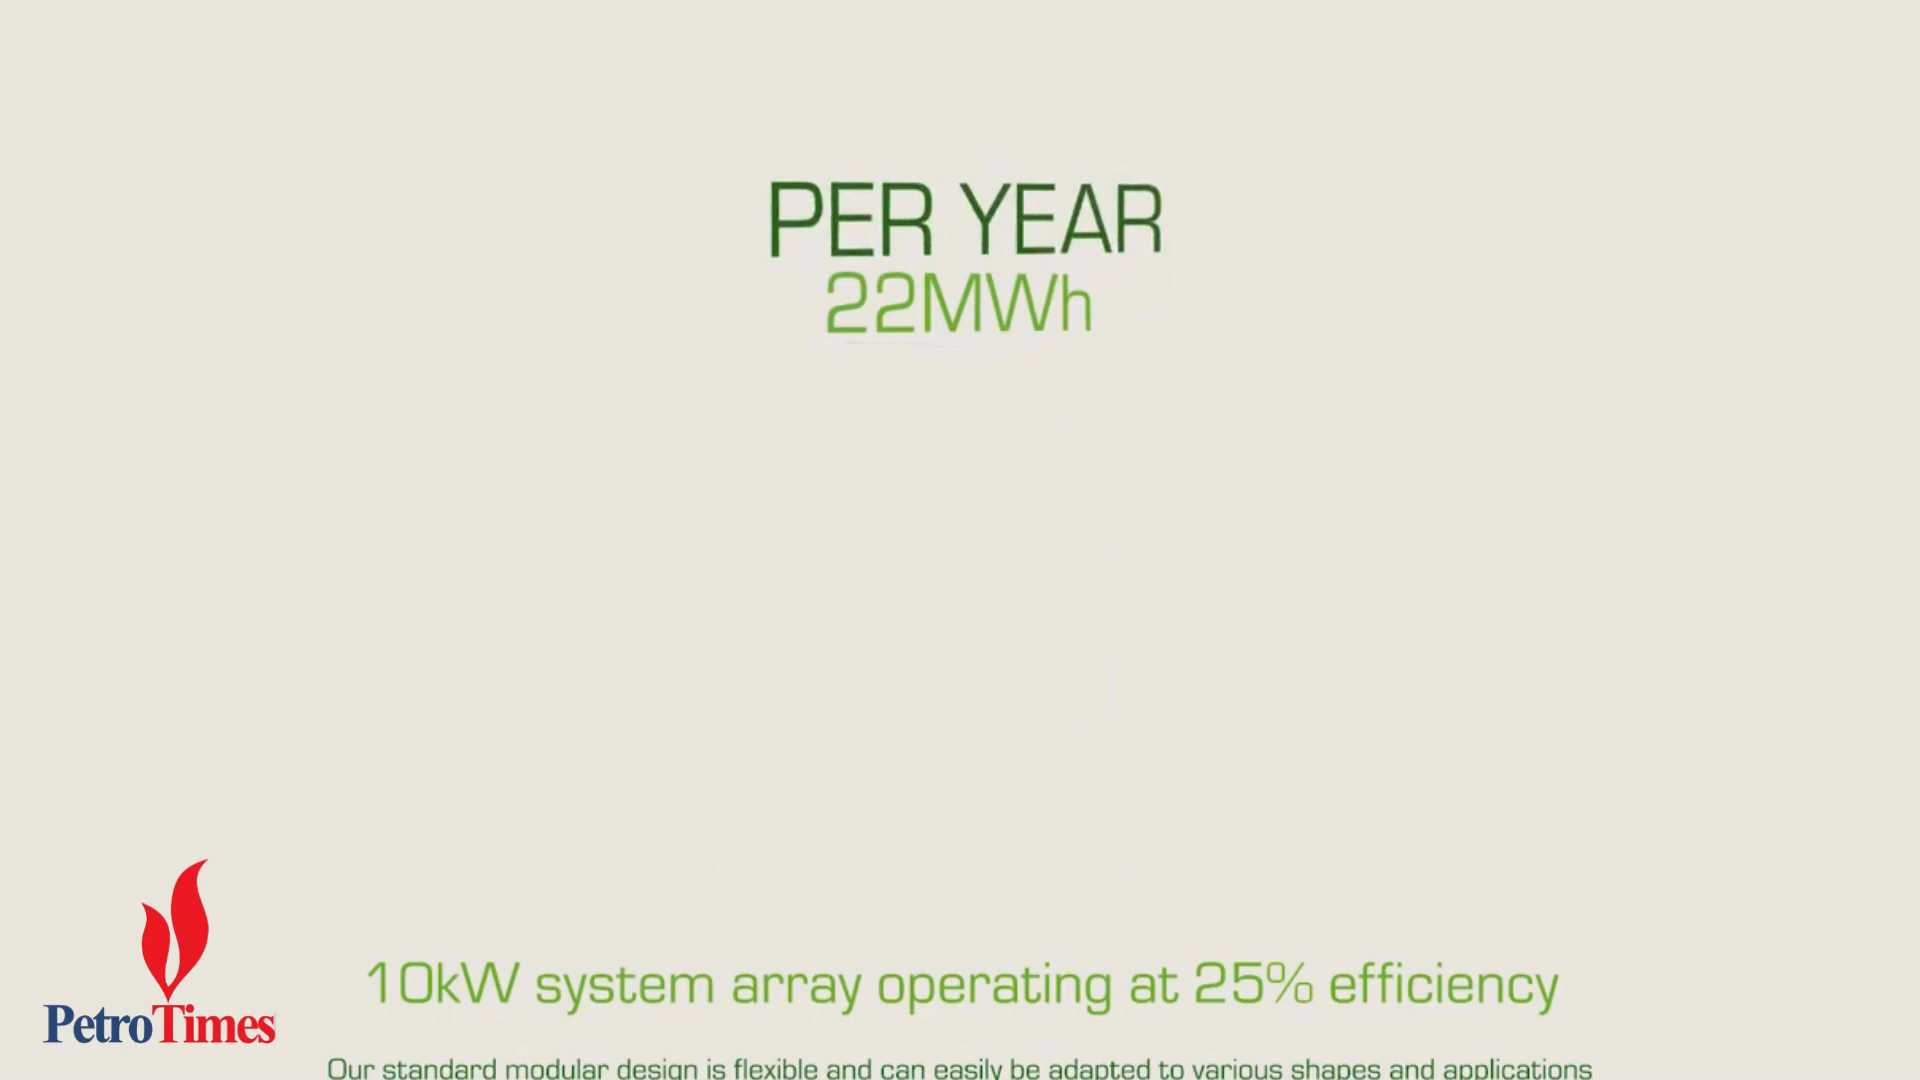 PER YEAR
22MWh
10kW system array operating at 25% efficiency
PetroTimes
Our standard modular design is flexible and can easily be adapted to various shapes and applications